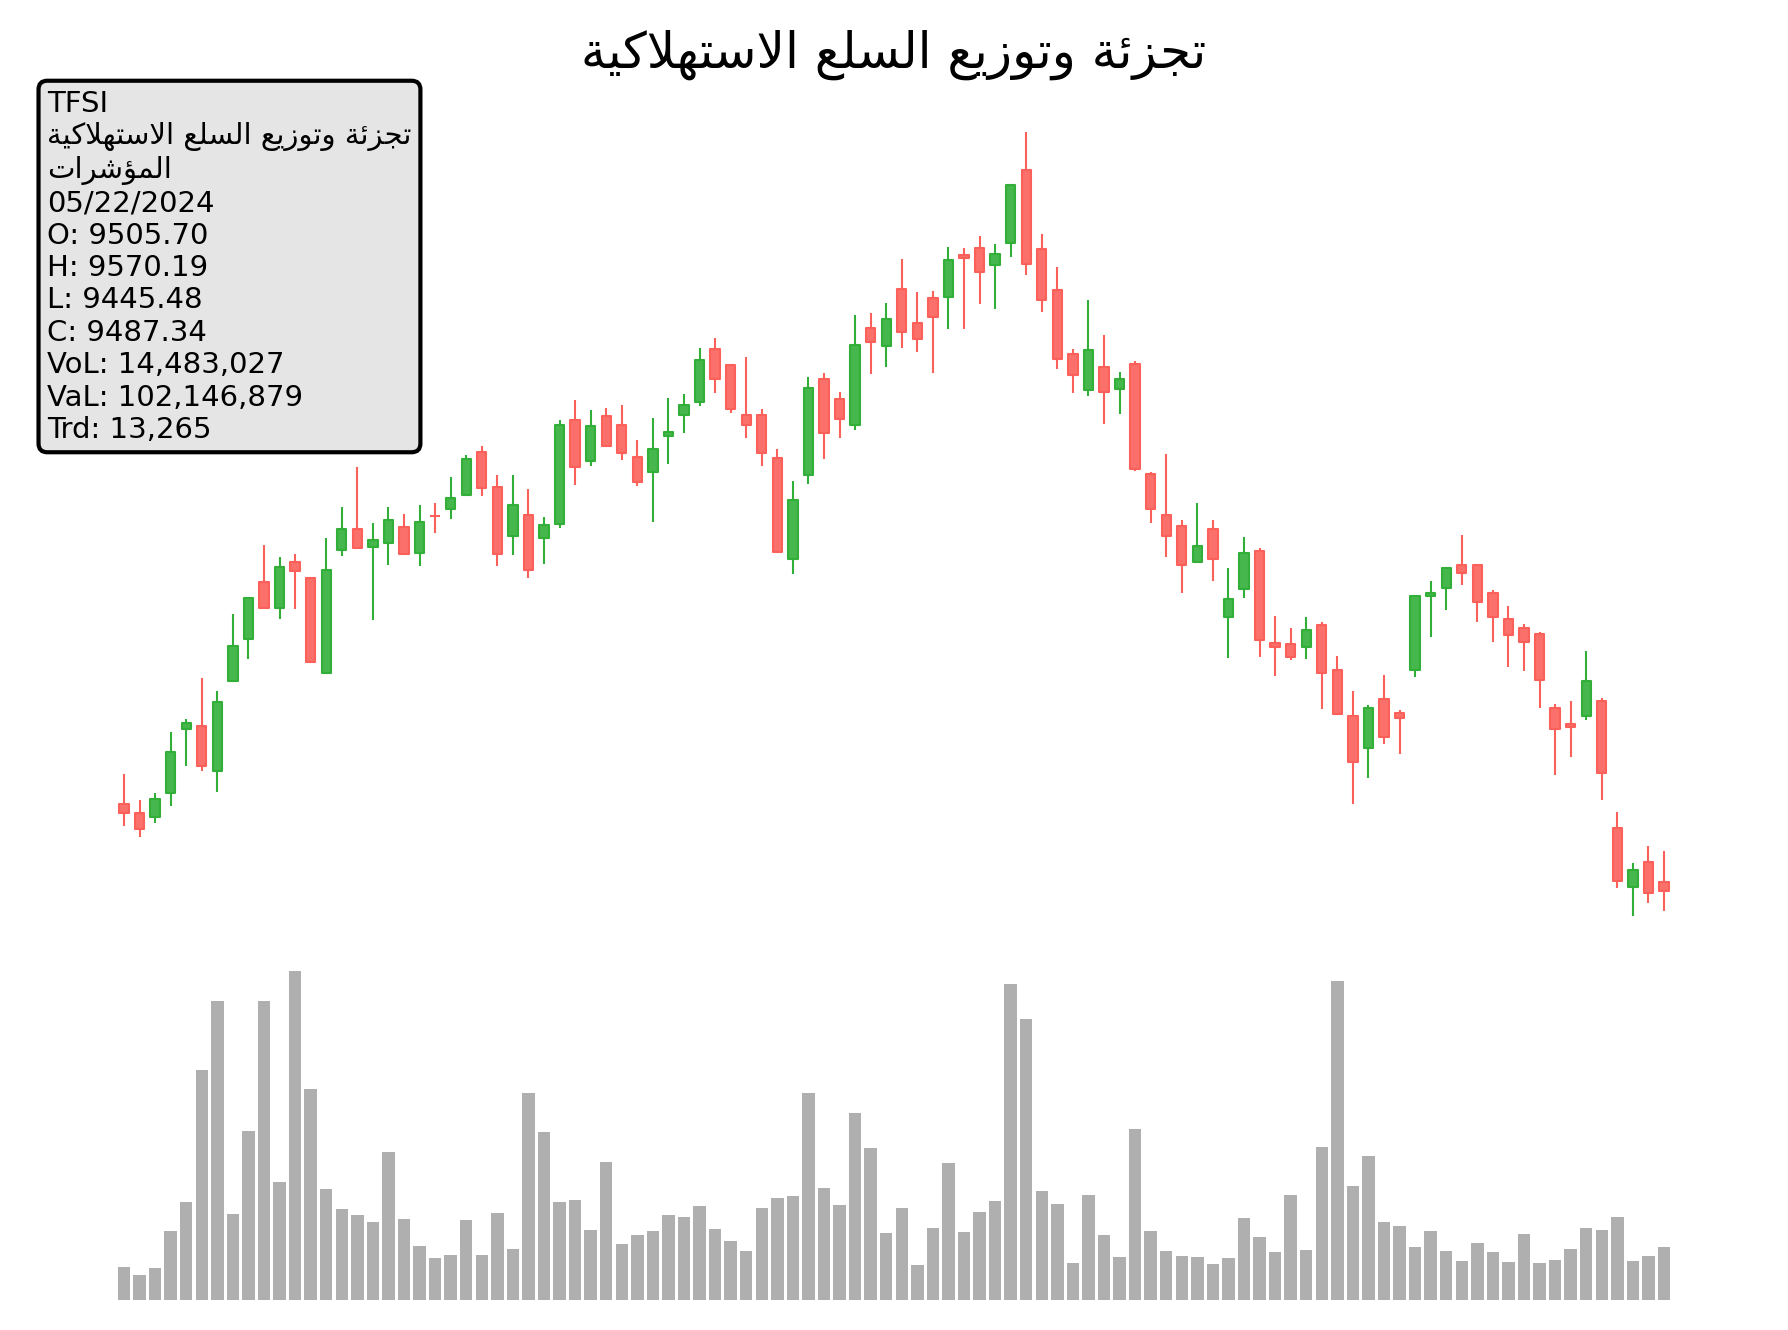 تجزئة وتوزيع السلع الاستهلاكية
TFSI
تجزئة وتوزيع السلع الاستهلاكية
المؤشرات
05/22/2024
O: 9505.70
H: 9570.19
L: 9445.48
C: 9487.34
VoL: 14,483,027
VaL: 102,146,879
Trd: 13,265